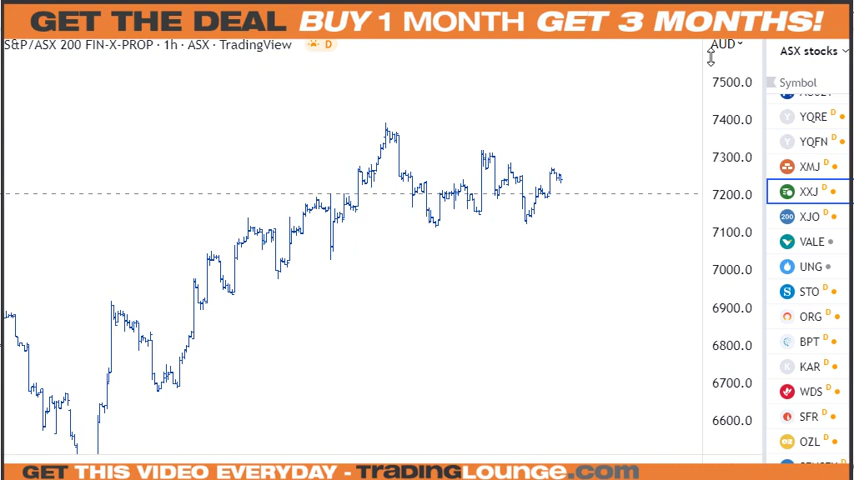 GET THE DEAL BUY 1 MONTH GET 3 MONTHS!
S&P/ASX 200 FIN-X-PROP · 1h · ASX · TradingView D
AUD
ASX stocks
Symbol
7500.0
7400.0
7300.0
7200.0
7100.0
7000.0
6900.0
6800.0
6700.0
6600.0
YQRE D
YQFN D
XMJ D
XXJ D
200 XJO D
VALE
UNG
S STO D
ORG D
BPT D
KAR D
WDS D
SFR D
OZ OZL D
GET THIS VIDEO EVERYDAY - TRADINGLOUNGE.COM